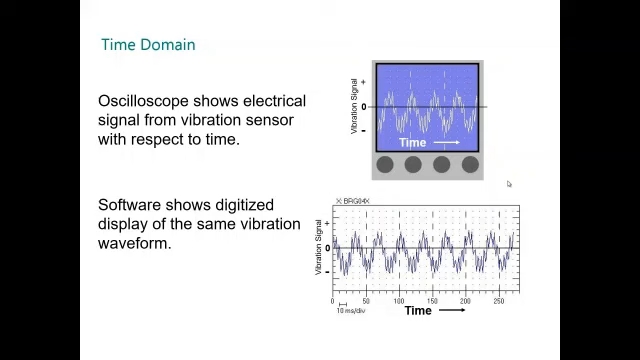 Time Domain
Oscilloscope shows electrical
signal from vibration sensor
with respect to time.
Vibration Signal
+
0
-
Time
Software shows digitized
display of the same vibration
waveform.
X: BRG04X
Vibration Signal
+
0
-
0 50 100 150 200 250
10 ms/div
Time